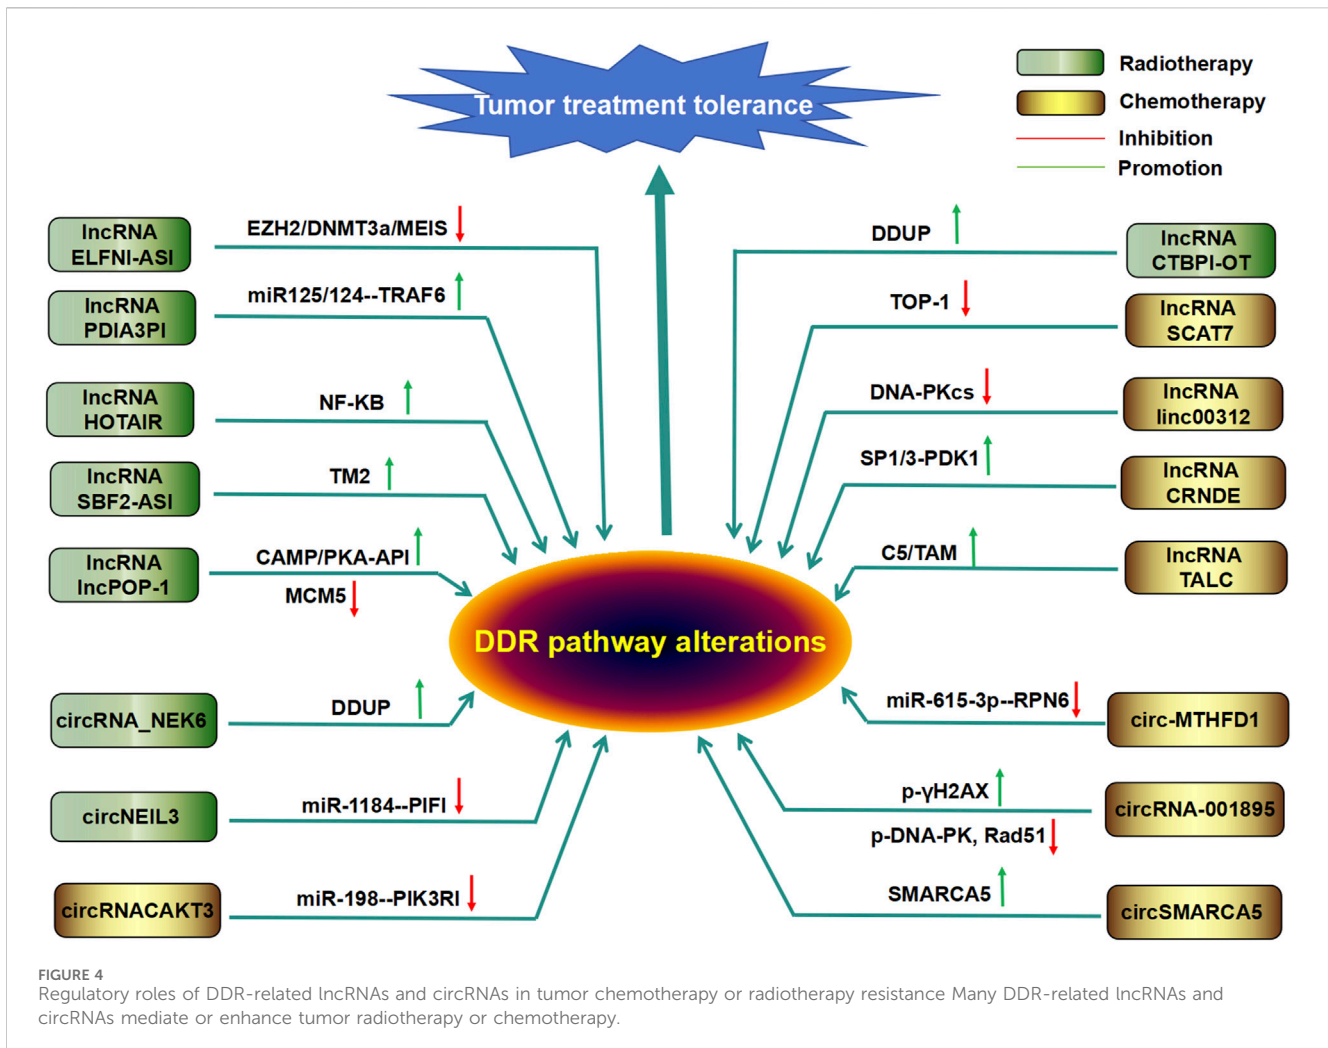 Tumor treatment tolerance
Radiotherapy
Chemotherapy
Inhibition
Promotion
lncRNA
ELFNI-ASI
EZH2/DNMT3a/MEIS
lncRNA
PDIA3PI
miR125/124--TRAF6
lncRNA
HOTAIR
NF-KB
lncRNA
SBF2-ASI
TM2
lncRNA
lncPOP-1
CAMP/PKA-API
MCM5
circRNA_NEK6
DDUP
circNEIL3
miR-1184--PIFI
circRNACAKT3
miR-198--PIK3RI
DDR pathway alterations
DDUP
lncRNA
CTBPI-OT
TOP-1
lncRNA
SCAT7
DNA-PKcs
lncRNA
linc00312
SP1/3-PDK1
lncRNA
CRNDE
C5/TAM
lncRNA
TALC
miR-615-3p--RPN6
circ-MTHFD1
p-γH2AX
circRNA-001895
p-DNA-PK, Rad51
SMARCA5
circSMARCA5
FIGURE 4
Regulatory roles of DDR-related lncRNAs and circRNAs in tumor chemotherapy or radiotherapy resistance Many DDR-related lncRNAs and
circRNAs mediate or enhance tumor radiotherapy or chemotherapy.